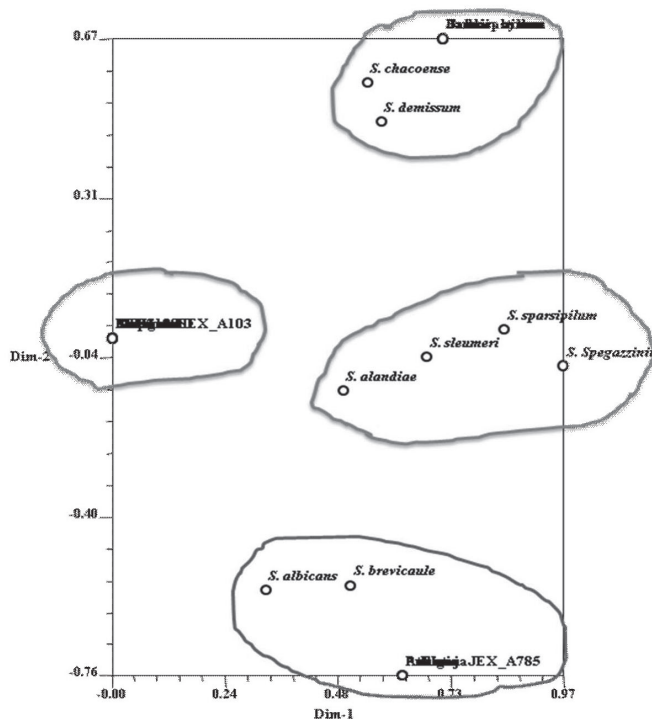 0.67
S. chacoense
S. demissum
0.31
EX_A103
S. sparsipilum
Dim-2
-0.04
S. sleumeri
S. Spegazzinii
S. alandiae
-0.40
S. albicans
S. brevicaule
JEX_A785
-0.76
-0.00
0.24
0.48
0.73
0.97
Dim-1